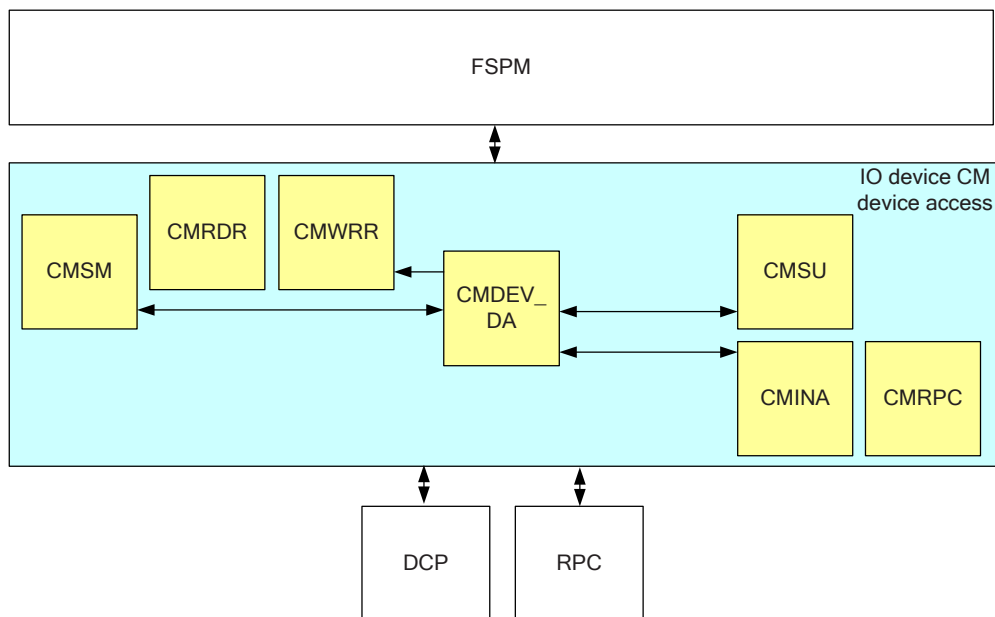 FSPM
IO device CM
device access
CMRDR
CMWRR
CMSM
CMSU
CMDEV_
DA
CMINA
CMRPC
DCP
RPC